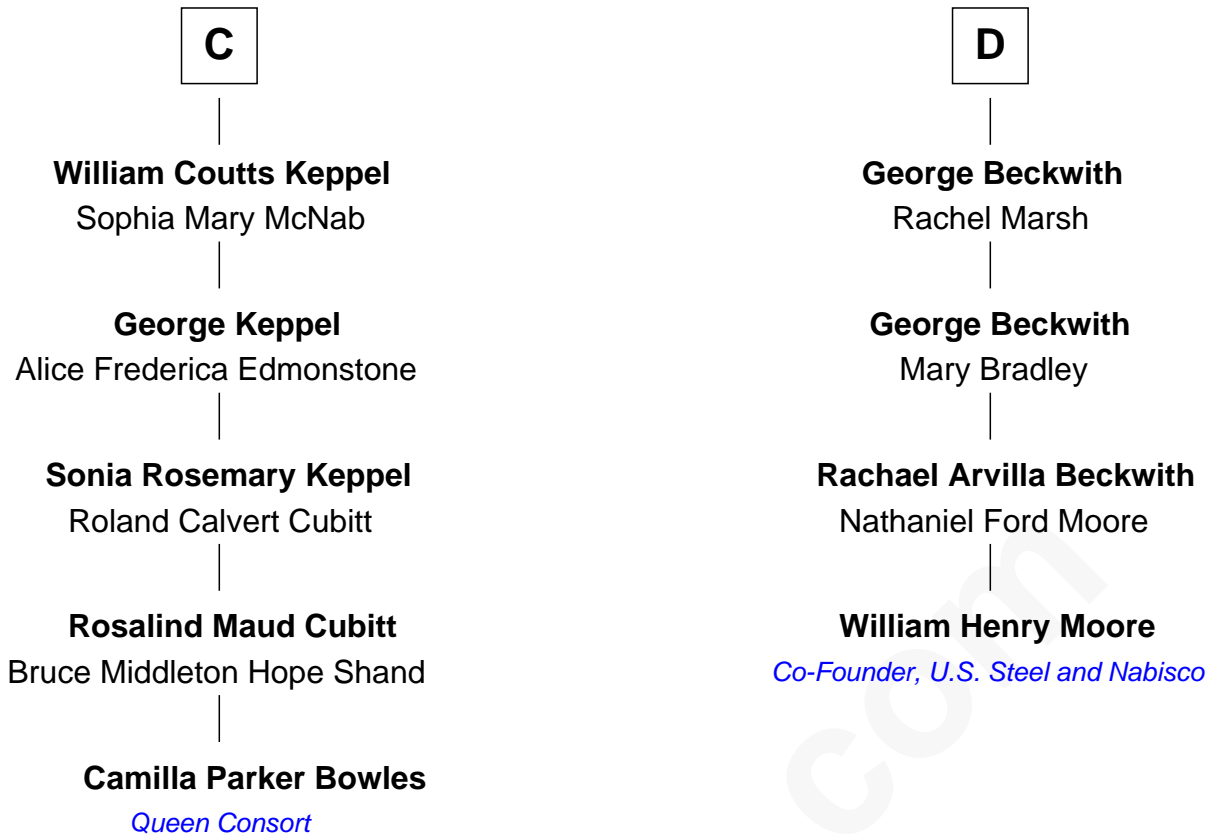 C
William Coutts Keppel
Sophia Mary McNab
George Keppel
Alice Frederica Edmonstone
Sonia Rosemary Keppel
Roland Calvert Cubitt
Rosalind Maud Cubitt
Bruce Middleton Hope Shand
Camilla Parker Bowles
Queen Consort
D
George Beckwith
Rachel Marsh
George Beckwith
Mary Bradley
Rachael Arvilla Beckwith
Nathaniel Ford Moore
William Henry Moore
Co-Founder, U.S. Steel and Nabisco
com